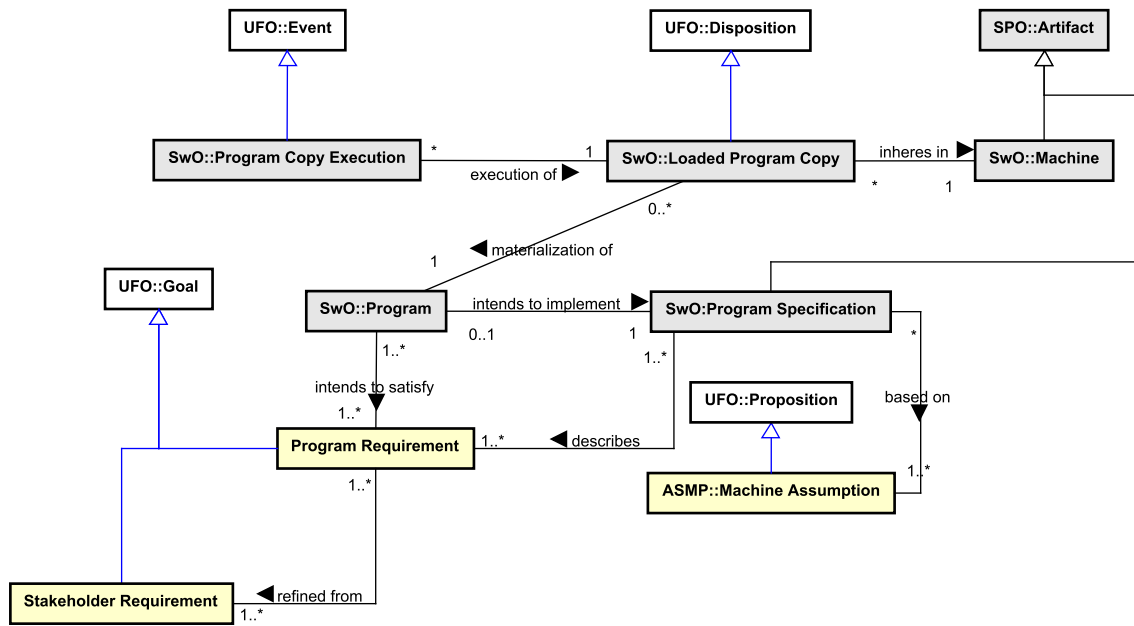 UFO::Event
UFO::Disposition
SPO::Artifact
SwO::Program Copy Execution
*
execution of
1
SwO::Loaded Program Copy
inheres in
*
1
SwO::Machine
0..*
materialization of
1
UFO::Goal
SwO::Program
intends to implement
0..1
1
SwO:Program Specification
1..*
intends to satisfy
1..*
1..*
*
based on
1..*
UFO::Proposition
Program Requirement
1..*
describes
ASMP::Machine Assumption
1..*
Stakeholder Requirement
refined from
1..*